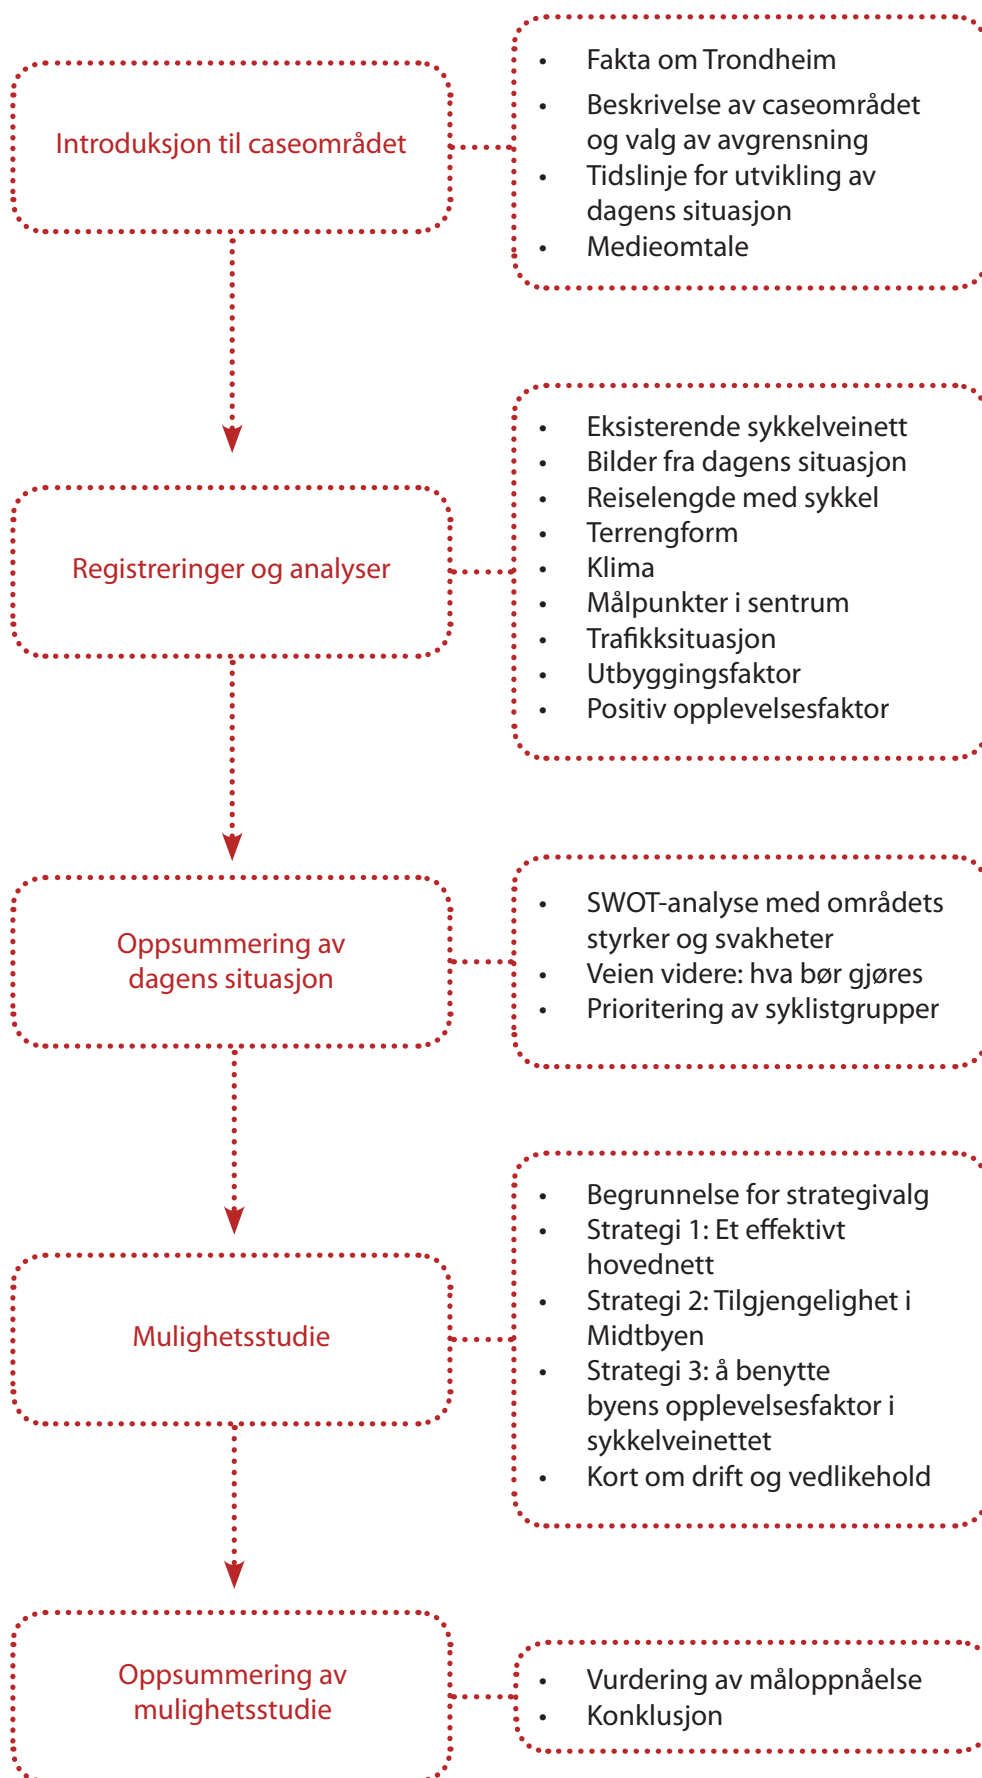 Introduksjon til caseområdet
• Fakta om Trondheim
• Beskrivelse av caseområdet
og valg av avgrensning
• Tidslinje for utvikling av
dagens situasjon
• Medieomtale
Registreringer og analyser
• Eksisterende sykkelveinett
• Bilder fra dagens situasjon
• Reiselengde med sykkel
• Terrengform
• Klima
• Målpunkter i sentrum
• Trafikksituasjon
• Utbyggingsfaktor
• Positiv opplevelsesfaktor
Oppsummering av
dagens situasjon
• SWOT-analyse med områdets
styrker og svakheter
• Veien videre: hva bør gjøres
• Prioritering av syklistgrupper
Mulighetsstudie
• Begrunnelse for strategivalg
• Strategi 1: Et effektivt
hovednett
• Strategi 2: Tilgjengelighet i
Midtbyen
• Strategi 3: å benytte
byens opplevelsesfaktor i
sykkelveinettet
• Kort om drift og vedlikehold
Oppsummering av
mulighetsstudie
• Vurdering av måloppnåelse
• Konklusjon